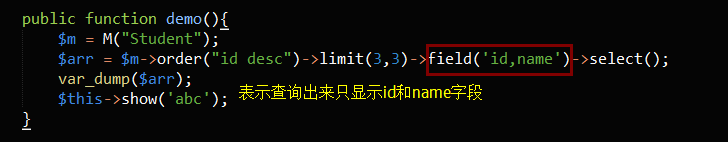 public function demo(){
$m = M("Student");
$arr = $m->order("id desc")->limit(3,3)->field('id,name')->select();
var_dump($arr);
$this->show('abc'); 表示查询出来只显示id和name字段
}